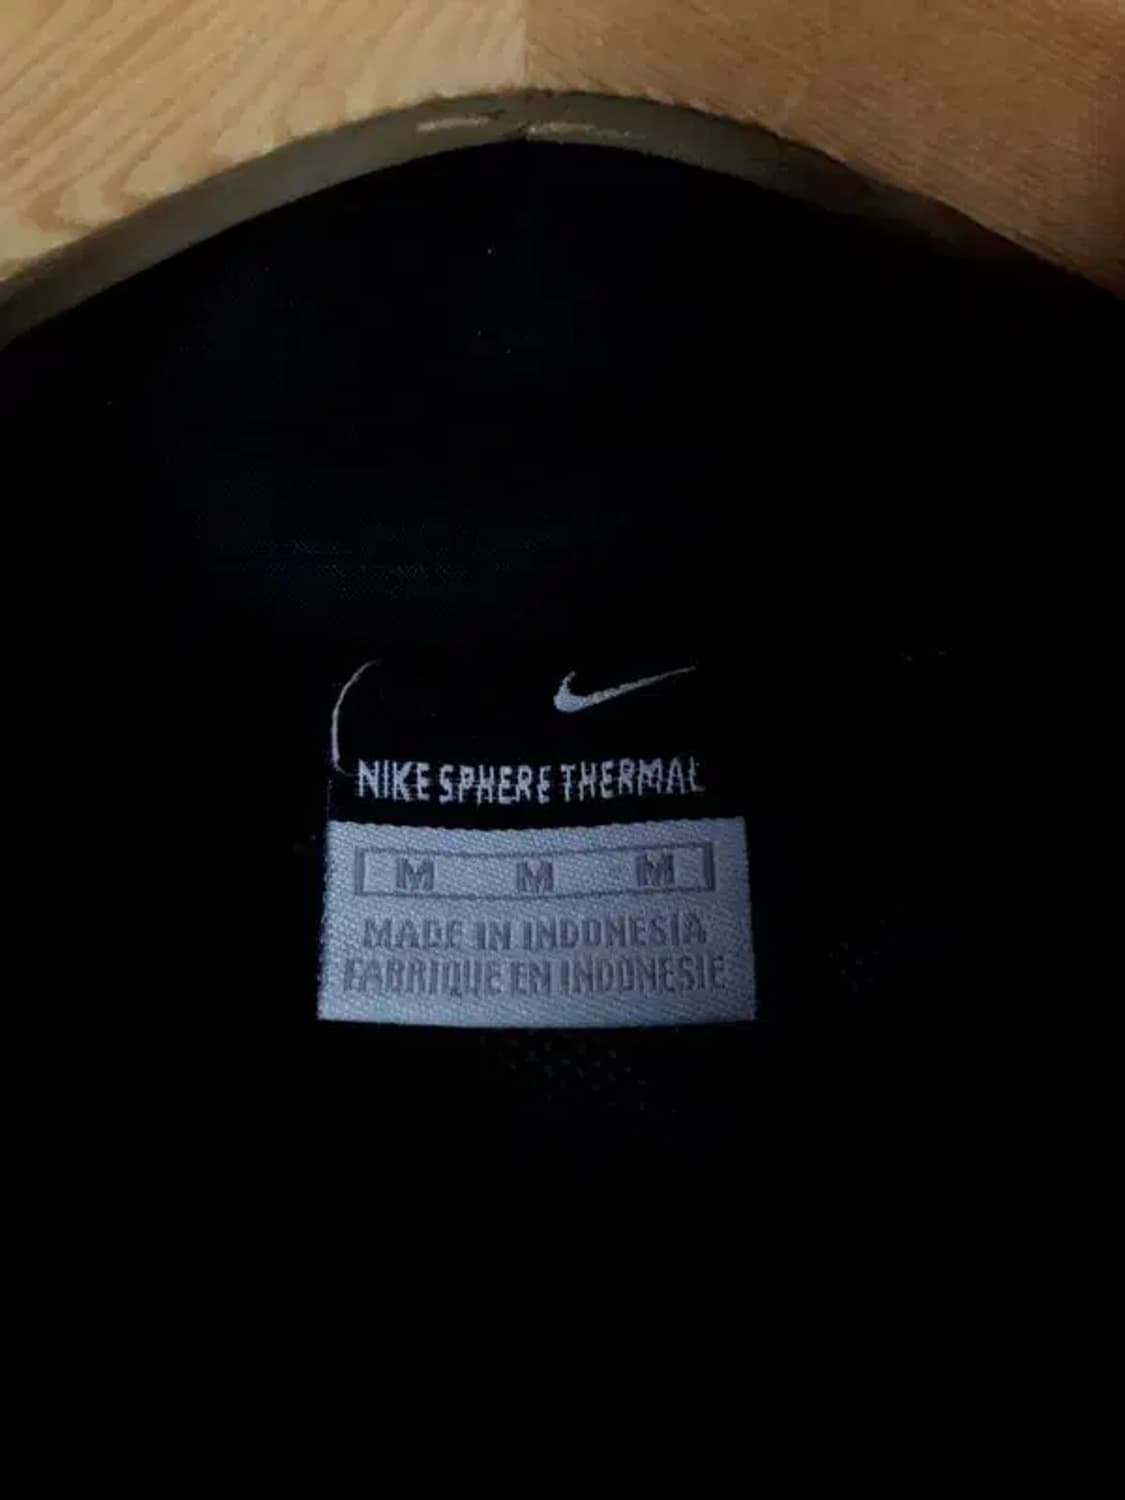 NIKE SPHERE THERMAL
M M M
MADE IN INDONESIA
FABRIQUE EN INDONESIE